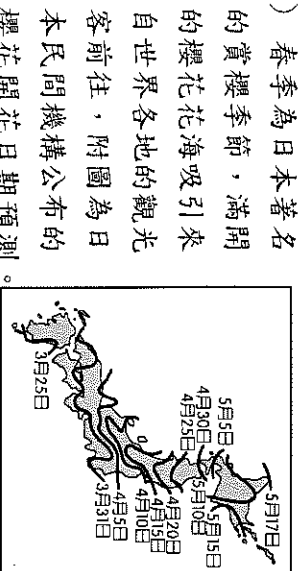 ） 春季為日本著名
的賞櫻季節，滿開
的櫻花花海吸引來
自世界各地的觀光
客前往，附圖為日
本民間機構公布的
櫻花開花日期預測。
5月17日
5月5日
4月30日
4月25日
5月15日
5月10日
4月20日
4月15日
4月10日
4月5日
3月31日
3月25日